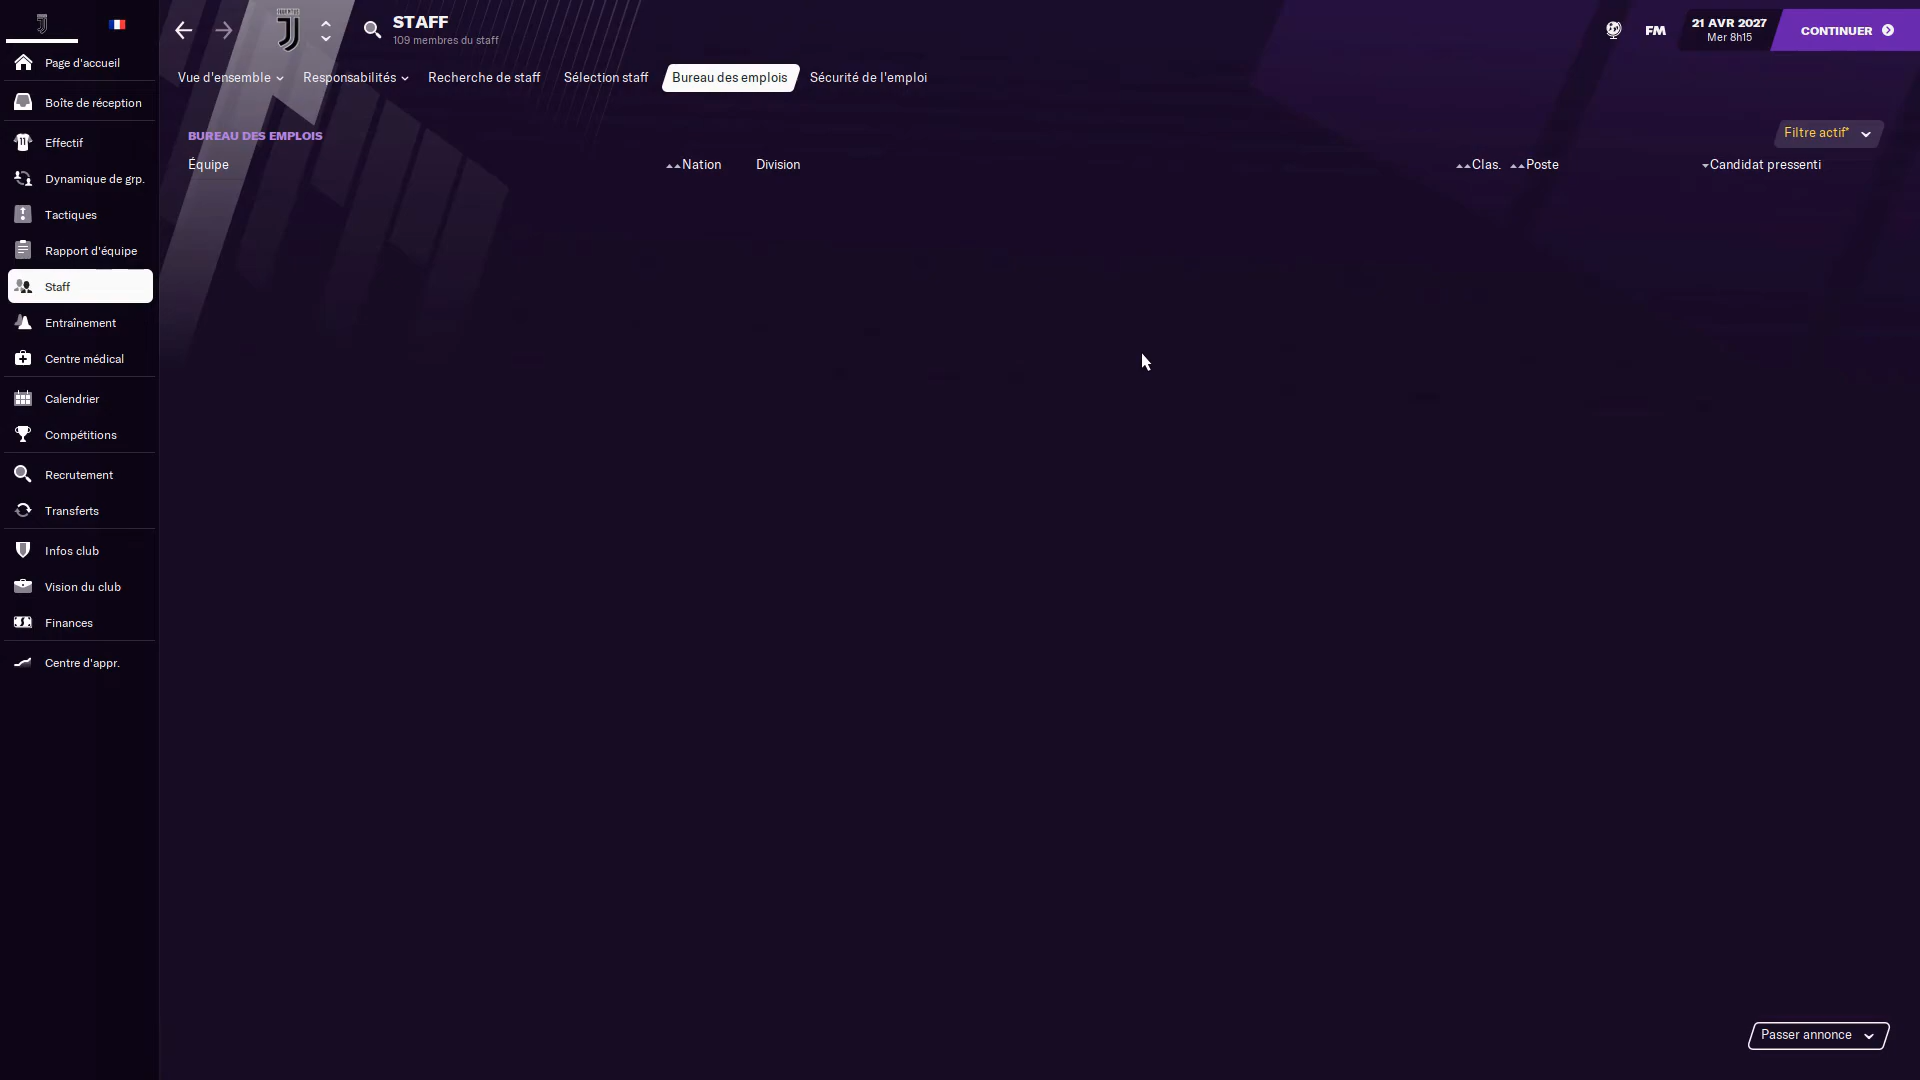 STAFF
109 membres du staff
FM
21 AVR 2027
Mer 8h15
CONTINUER
Vue d'ensemble
Responsabilités
Recherche de staff
Sélection staff
Bureau des emplois
Sécurité de l'emploi
Page d'accueil
Boîte de réception
Effectif
Dynamique de grp.
Tactiques
Rapport d'équipe
Staff
Entraînement
Centre médical
Calendrier
Compétitions
Recrutement
Transferts
Infos club
Vision du club
Finances
Centre d'appr.
BUREAU DES EMPLOIS
Filtre actif*
Équipe Nation Division Clas. Poste Candidat pressenti
Passer annonce